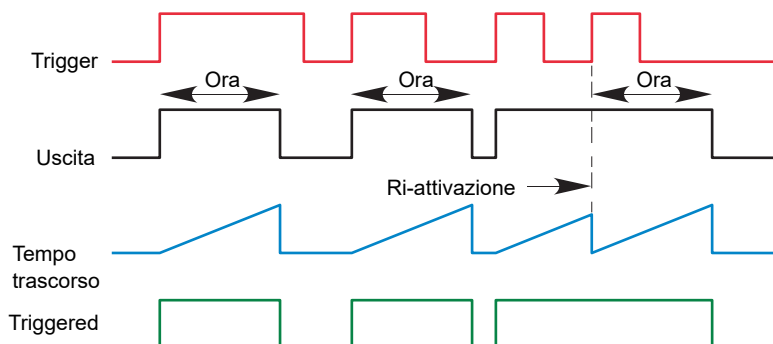 Trigger
Ora
Ora
Ora
Uscita
Ri-attivazione
Tempo
trascorso
Triggered